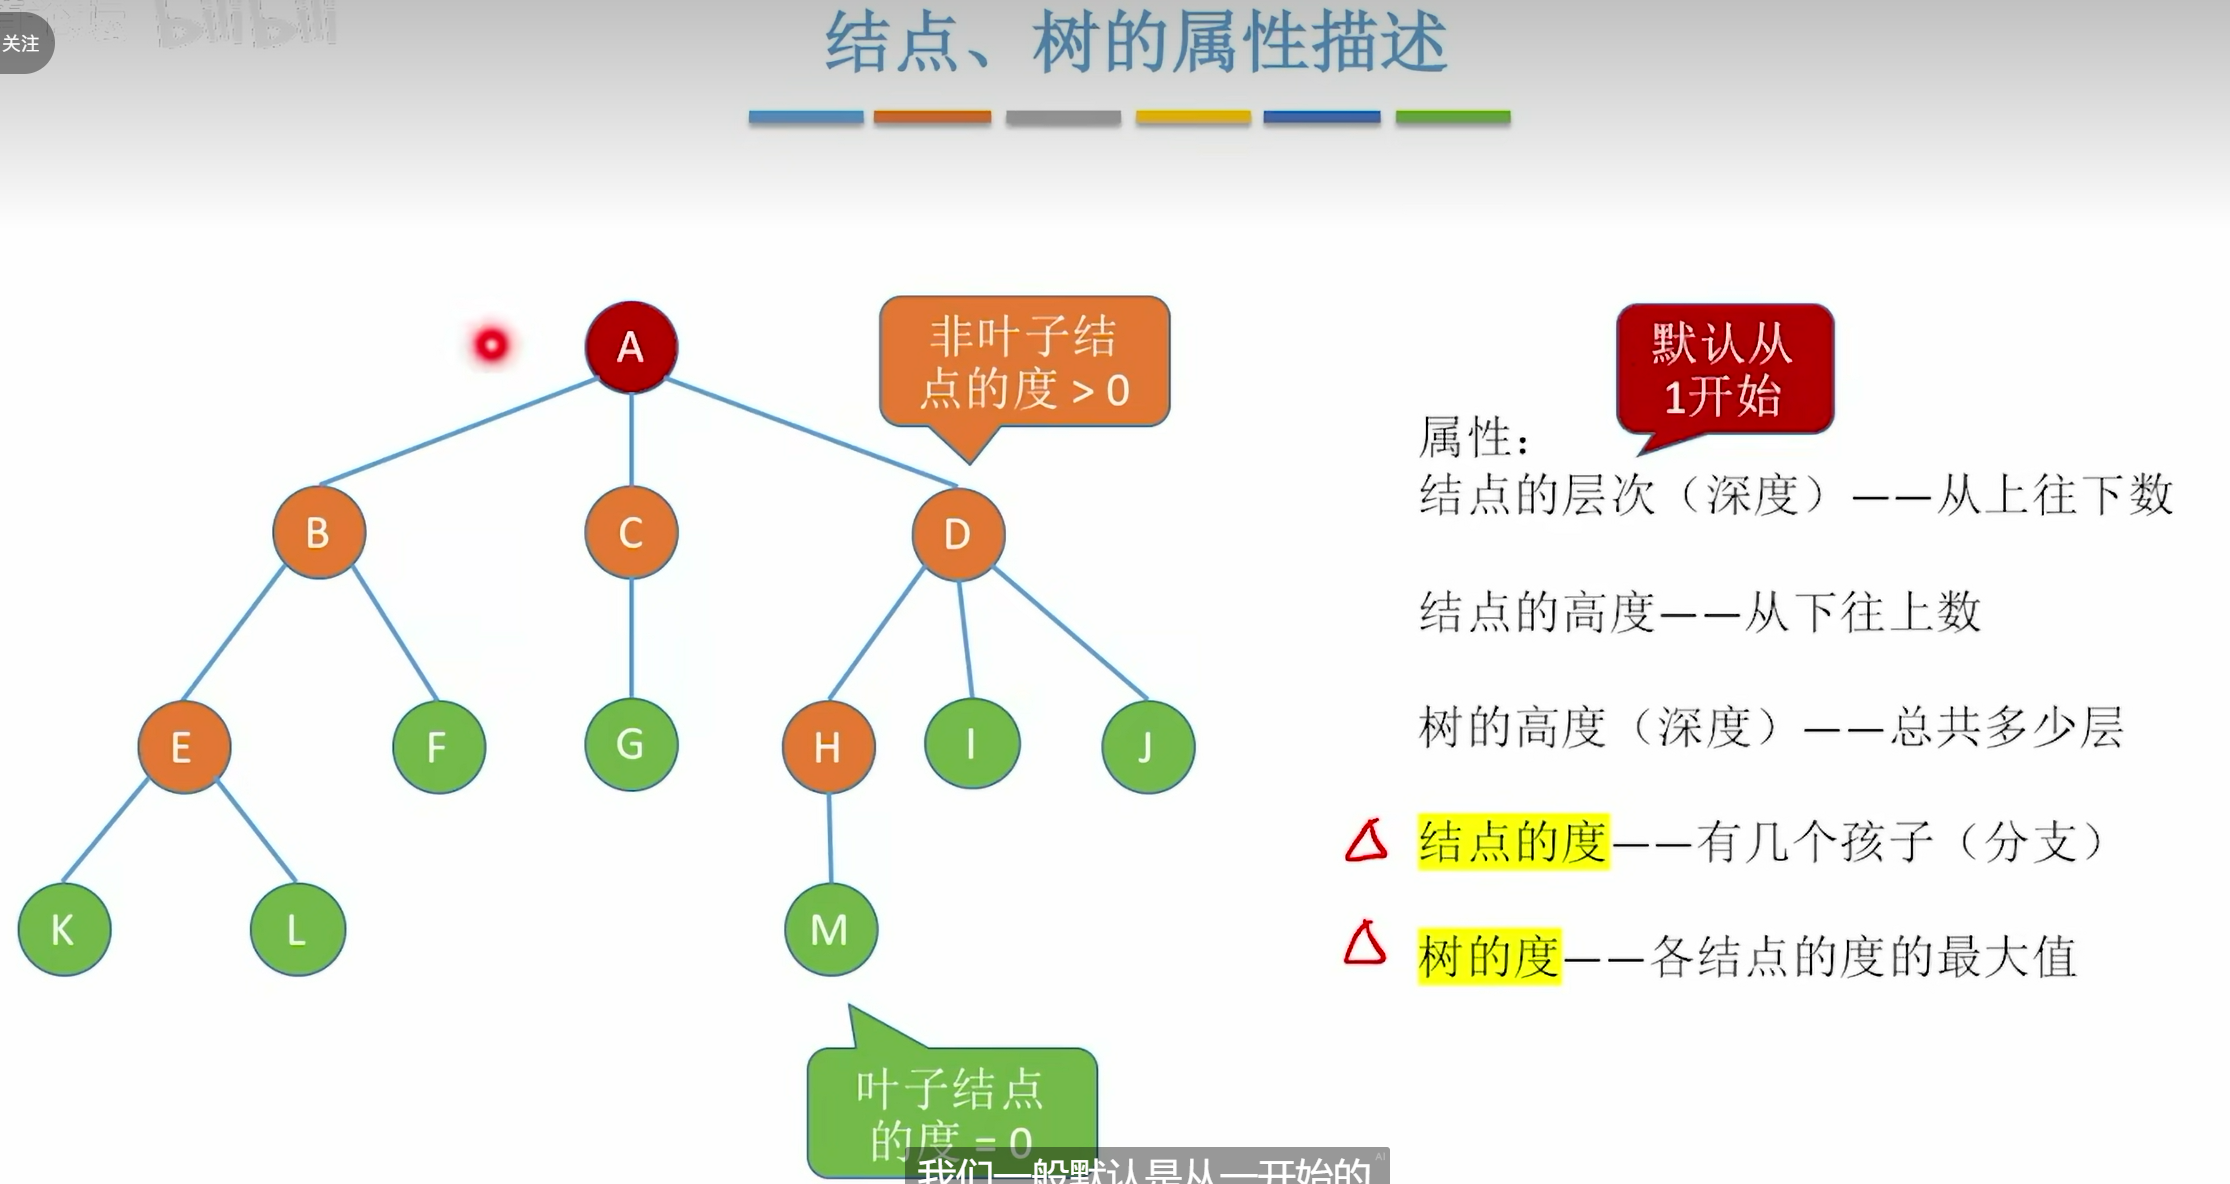 关注
bilibili
结点、树的属性描述
A
非叶子结
点的度 > 0
默认从
1开始
属性：
结点的层次（深度）——从上往下数
B
C
D
结点的高度——从下往上数
E
F
G
H
I
J
树的高度（深度）——总共多少层
结点的度——有几个孩子（分支）
K
L
M
树的度——各结点的度的最大值
叶子结点
的度 = 0
我们一般默认是从一开始的
AI